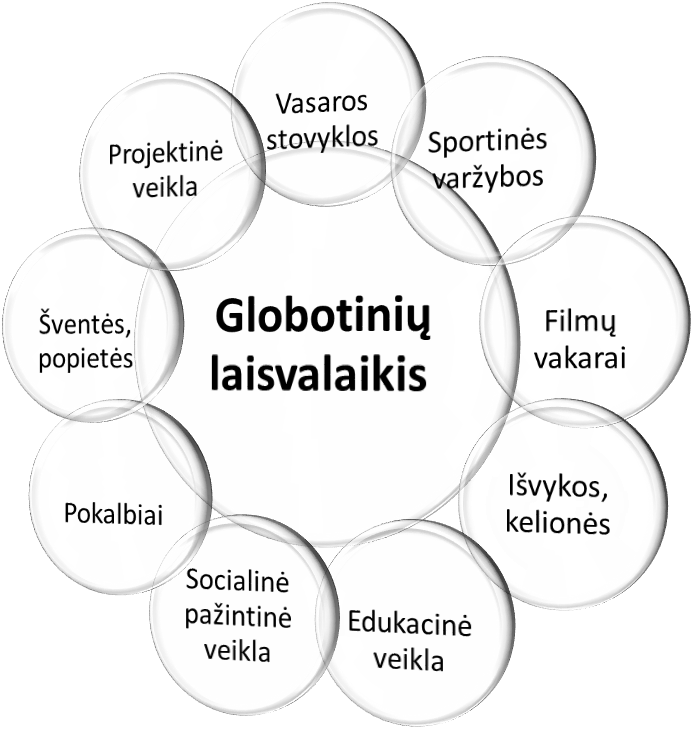 Vasaros
stovyklos
Sportinės
varžybos
Filmų
vakarai
Išvykos,
kelionės
Edukacinė
veikla
Socialinė
pažintinė
veikla
Pokalbiai
Šventės,
popietės
Projektinė
veikla
Globotinių
laisvalaikis